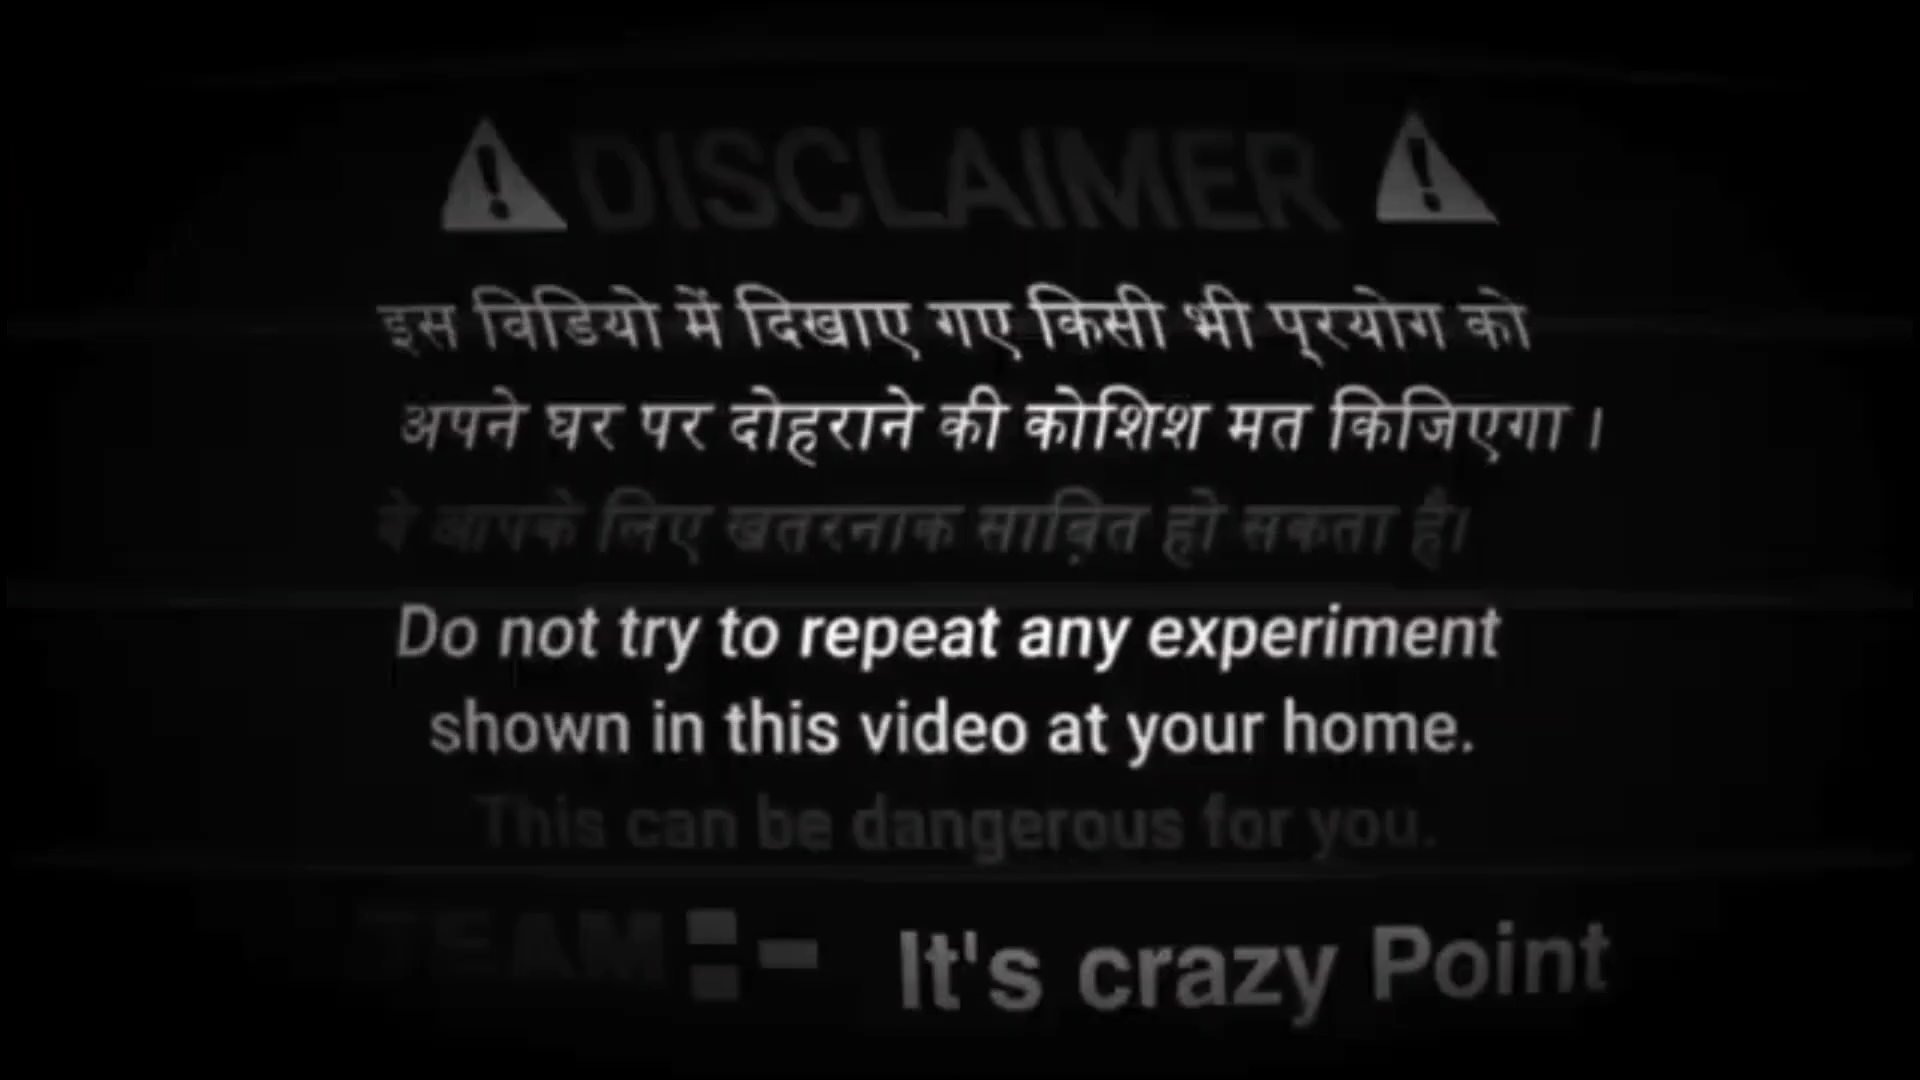 DISCLAIMER
इस विडियो में दिखाए गए किसी भी प्रयोग को
अपने घर पर दोहराने की कोशिश मत किजिएगा ।
ये आपके लिए खतरनाक साबित हो सकता है।
Do not try to repeat any experiment
shown in this video at your home.
This can be dangerous for you.
TEAM :- It's crazy Point